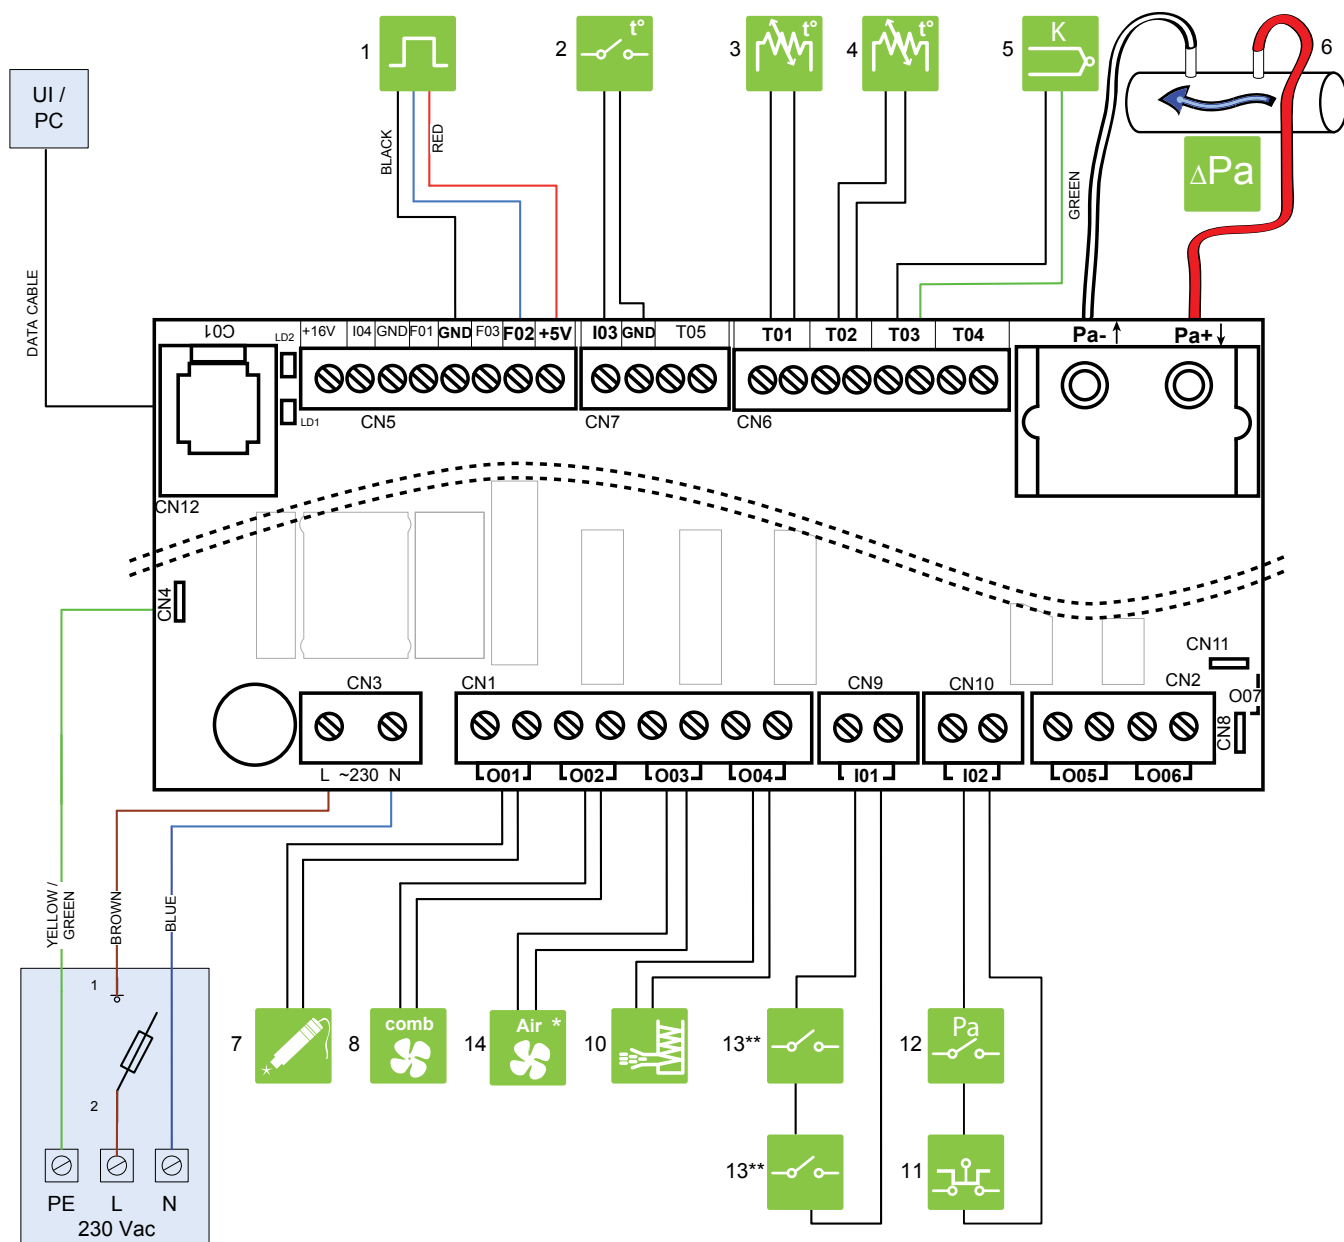 1
2
t°
3
t°
4
t°
5
K
6
UI /
PC
BLACK
RED
GREEN
ΔPa
DATA CABLE
C01
LD2
+16V
I04
GND
F01
GND
F03
F02
+5V
I03
GND
T05
T01
T02
T03
T04
Pa-
Pa+
LD1
CN5
CN7
CN6
CN12
CN4
CN11
CN3
CN1
CN9
CN10
CN2
O07
CN8
L ~230 N
O01
O02
O03
O04
I01
I02
O05
O06
YELLOW /
GREEN
BROWN
BLUE
1
2
PE
L
N
230 Vac
7
8
comb
14
Air *
10
13**
12
Pa
13**
11